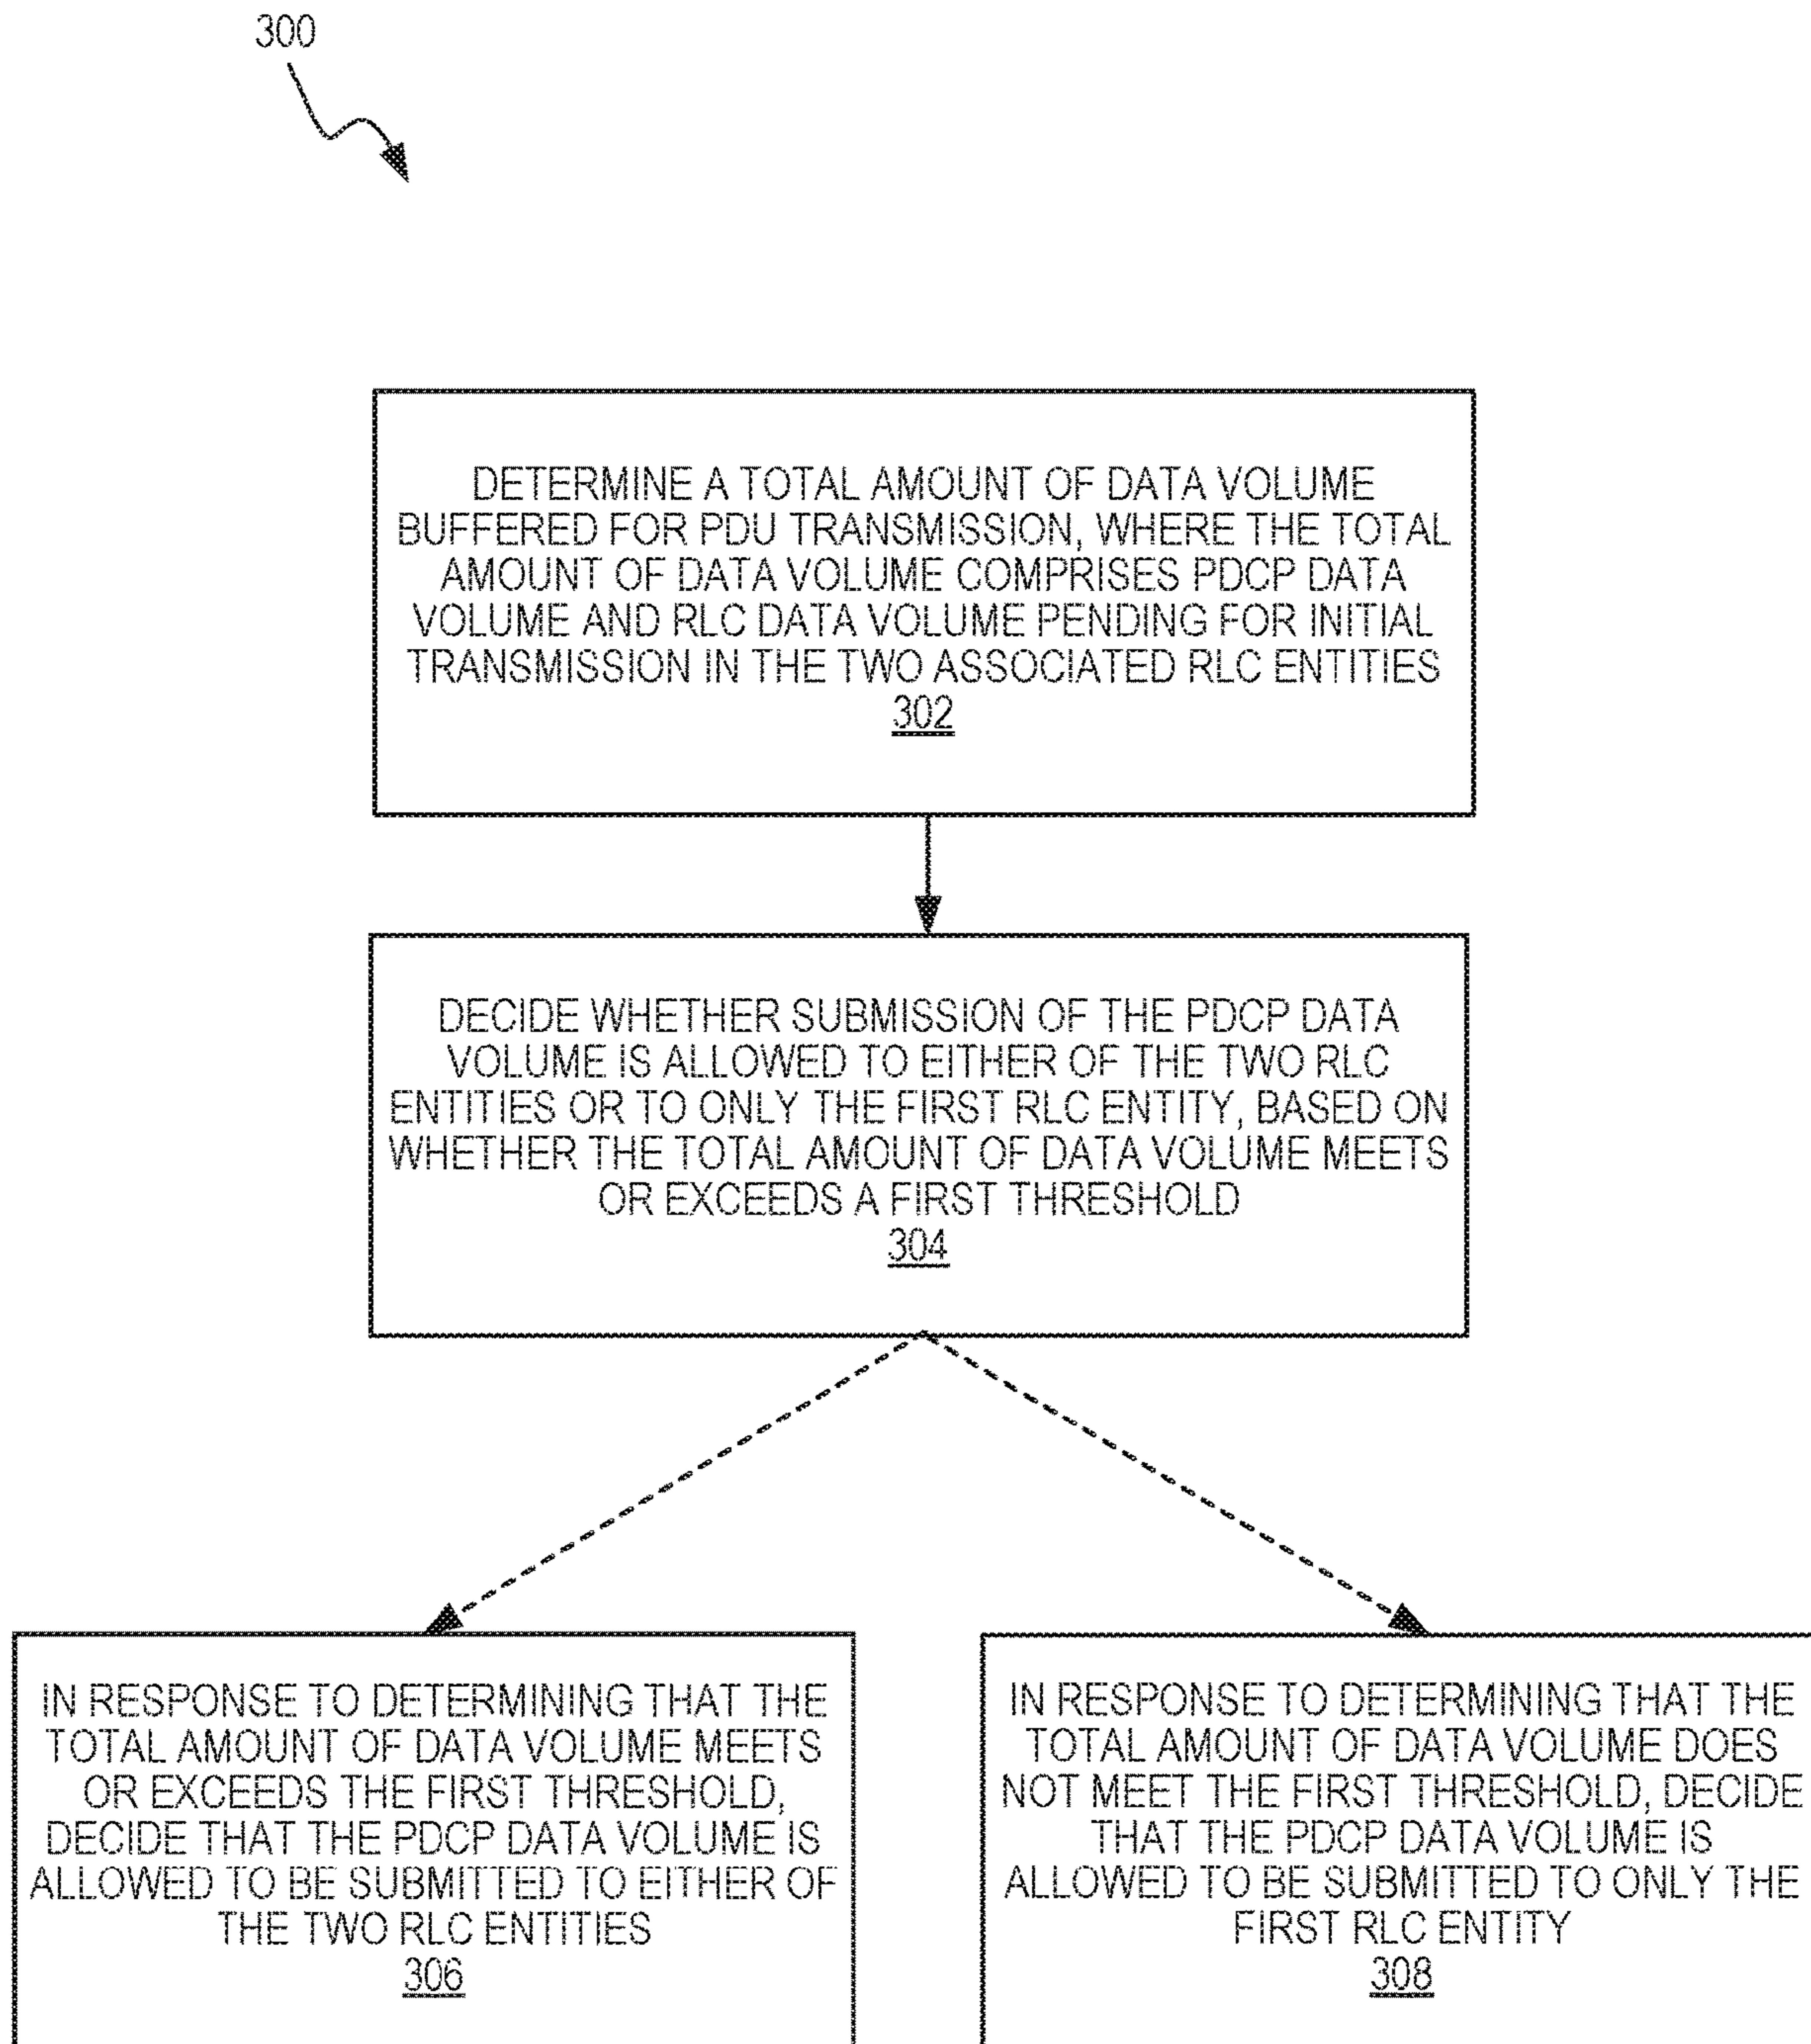 300
DETERMINE A TOTAL AMOUNT OF DATA VOLUME
BUFFERED FOR PDU TRANSMISSION, WHERE THE TOTAL
AMOUNT OF DATA VOLUME COMPRISES PDCP DATA
VOLUME AND RLC DATA VOLUME PENDING FOR INITIAL
TRANSMISSION IN THE TWO ASSOCIATED RLC ENTITIES
302
DECIDE WHETHER SUBMISSION OF THE PDCP DATA
VOLUME IS ALLOWED TO EITHER OF THE TWO RLC
ENTITIES OR TO ONLY THE FIRST RLC ENTITY, BASED ON
WHETHER THE TOTAL AMOUNT OF DATA VOLUME MEETS
OR EXCEEDS A FIRST THRESHOLD
304
IN RESPONSE TO DETERMINING THAT THE
TOTAL AMOUNT OF DATA VOLUME MEETS
OR EXCEEDS THE FIRST THRESHOLD,
DECIDE THAT THE PDCP DATA VOLUME IS
ALLOWED TO BE SUBMITTED TO EITHER OF
THE TWO RLC ENTITIES
306
IN RESPONSE TO DETERMINING THAT THE
TOTAL AMOUNT OF DATA VOLUME DOES
NOT MEET THE FIRST THRESHOLD, DECIDE
THAT THE PDCP DATA VOLUME IS
ALLOWED TO BE SUBMITTED TO ONLY THE
FIRST RLC ENTITY
308